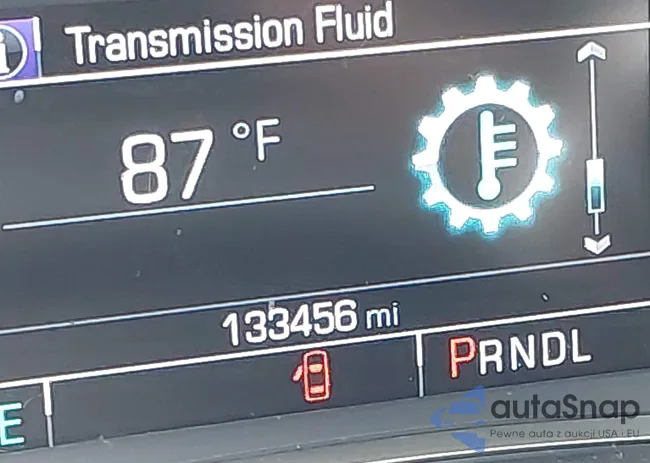 i Transmission Fluid
87 °F
133456 mi
E PRNDL
autaSnap
Pewne auta z aukcji USA i EU